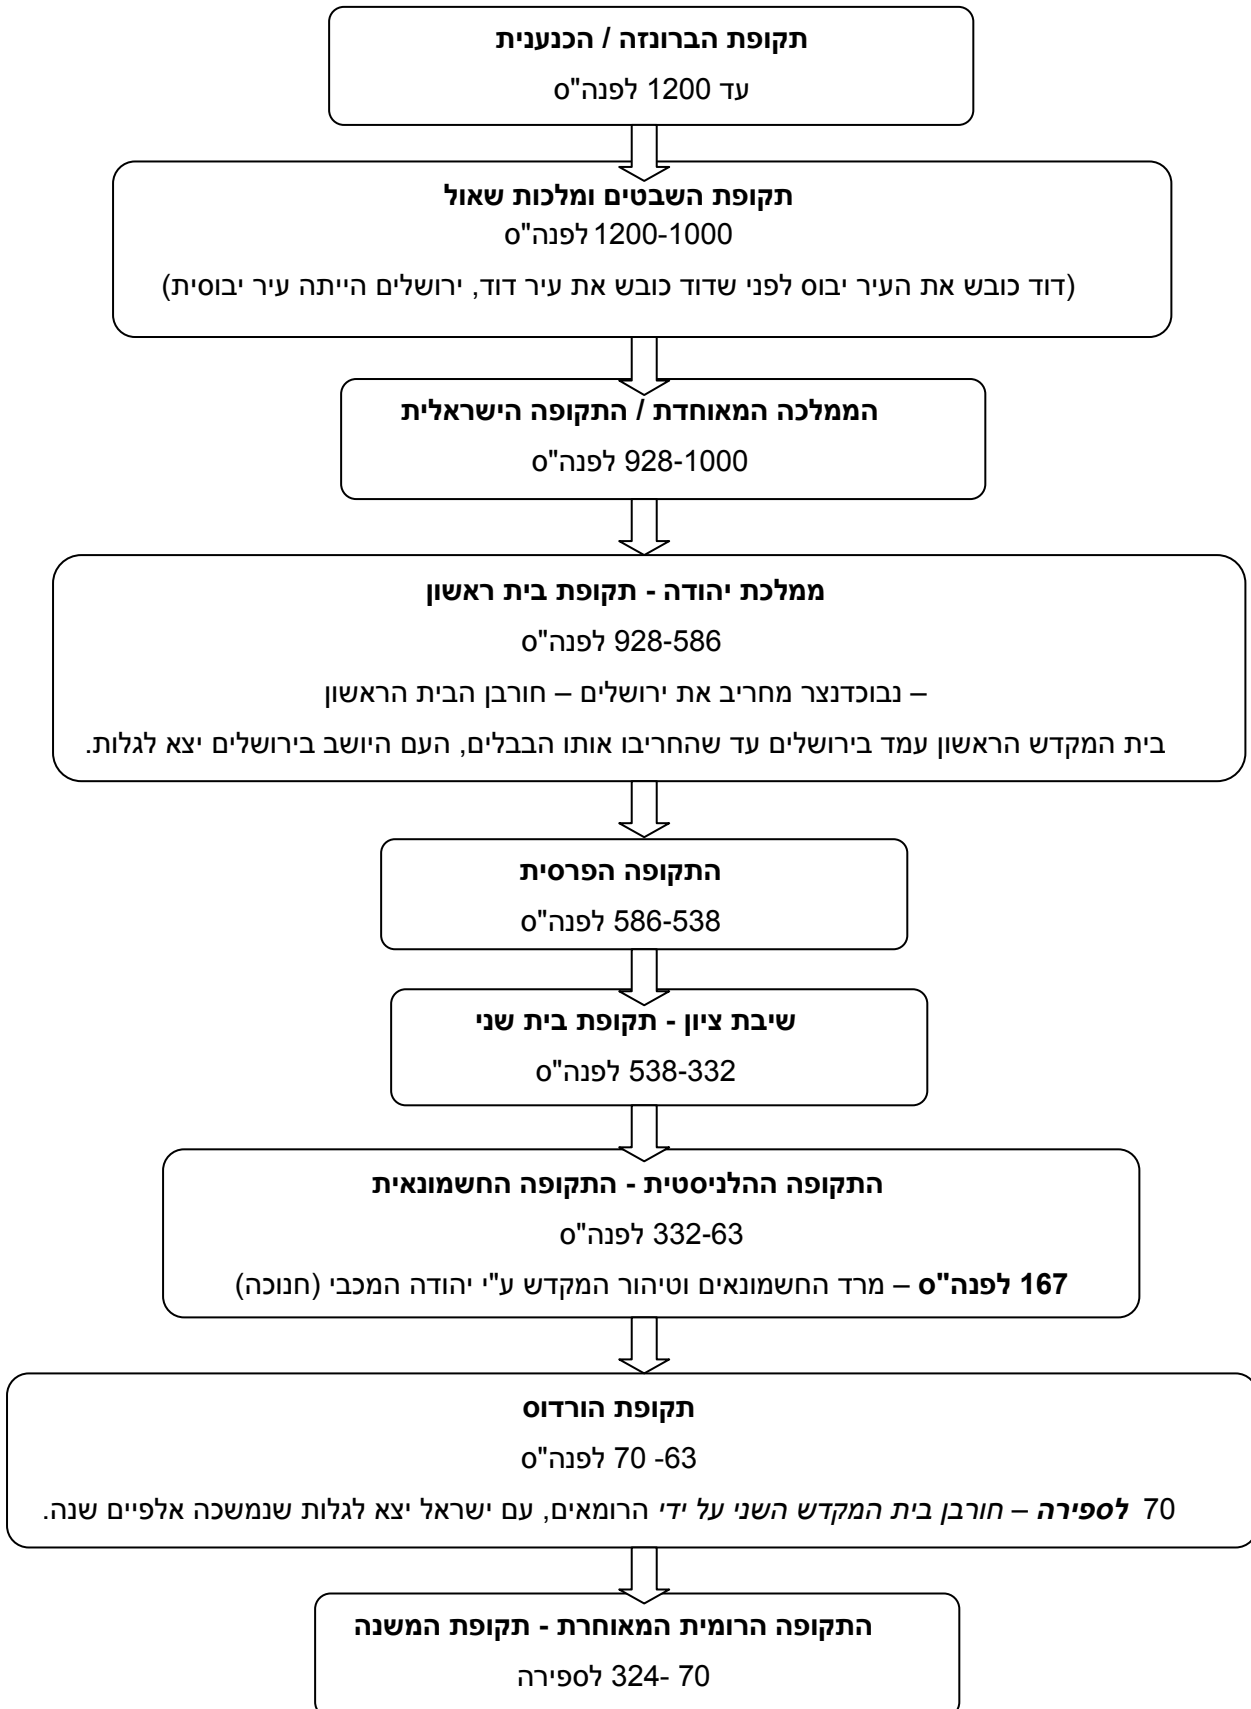 תקופת הברונזה / הכנענית
עד 1200 לפנה"ס
תקופת השבטים ומלכות שאול
1200-1000 לפנה"ס
(דוד כובש את העיר יבוס לפני שדוד כובש את עיר דוד, ירושלים הייתה עיר יבוסית)
הממלכה המאוחדת / התקופה הישראלית
928-1000 לפנה"ס
ממלכת יהודה - תקופת בית ראשון
928-586 לפנה"ס
– נבוכדנצר מחריב את ירושלים – חורבן הבית הראשון
בית המקדש הראשון עמד בירושלים עד שהחריבו אותו הבבלים, העם היושב בירושלים יצא לגלות.
התקופה הפרסית
586-538 לפנה"ס
שיבת ציון - תקופת בית שני
538-332 לפנה"ס
התקופה ההלניסטית - התקופה החשמונאית
332-63 לפנה"ס
167 לפנה"ס – מרד החשמונאים וטיהור המקדש ע"י יהודה המכבי (חנוכה)
תקופת הורדוס
63- 70 לפנה"ס
70 לספירה – חורבן בית המקדש השני על ידי הרומאים, עם ישראל יצא לגלות שנמשכה אלפיים שנה.
התקופה הרומית המאוחרת - תקופת המשנה
70 -324 לספירה